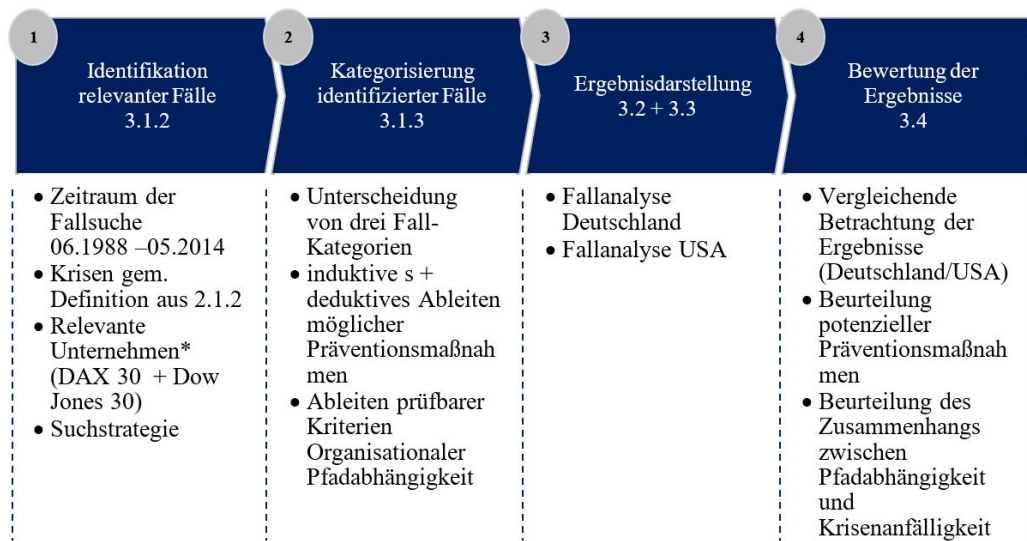 1
Identifikation
relevanter Fälle
3.1.2
2
Kategorisierung
identifizierter Fälle
3.1.3
3
Ergebnisdarstellung
3.2 + 3.3
4
Bewertung der
Ergebnisse
3.4
• Zeitraum der
Fallsuche
06.1988 –05.2014
• Krisen gem.
Definition aus 2.1.2
• Relevante
Unternehmen*
(DAX 30 + Dow
Jones 30)
• Suchstrategie
• Unterscheidung
von drei Fall-
Kategorien
• induktive s +
deduktives Ableiten
möglicher
Präventionsmaßnah
men
• Ableiten prüfbarer
Kriterien
Organisationaler
Pfadabhängigkeit
• Fallanalyse
Deutschland
• Fallanalyse USA
• Vergleichende
Betrachtung der
Ergebnisse
(Deutschland/USA)
• Beurteilung
potenzieller
Präventionsmaßnah
men
• Beurteilung des
Zusammenhangs
zwischen
Pfadabhängigkeit
und
Krisenanfälligkeit